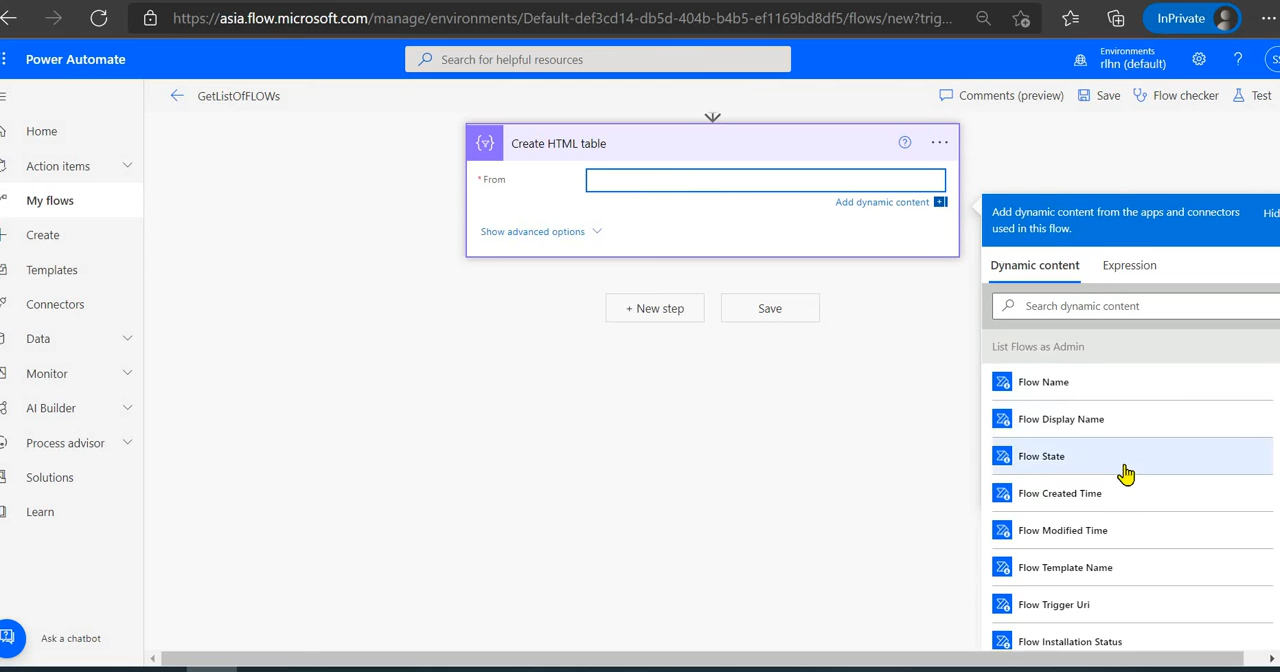 https://asia.flow.microsoft.com/manage/environments/Default-def3cd14-db5d-404b-b4b5-ef1169bd8df5/flows/new?trig...
InPrivate
Power Automate
Search for helpful resources
Environments
rlhn (default)
?
SS
GetListOfFLOWs
Comments (preview)
Save
Flow checker
Test
Home
Action items
My flows
Create
Templates
Connectors
Data
Monitor
AI Builder
Process advisor
Solutions
Learn
Ask a chatbot
Create HTML table
?
...
* From
Add dynamic content
Show advanced options
+ New step
Save
Add dynamic content from the apps and connectors
used in this flow.
Hid
Dynamic content
Expression
Search dynamic content
List Flows as Admin
Flow Name
Flow Display Name
Flow State
Flow Created Time
Flow Modified Time
Flow Template Name
Flow Trigger Uri
Flow Installation Status